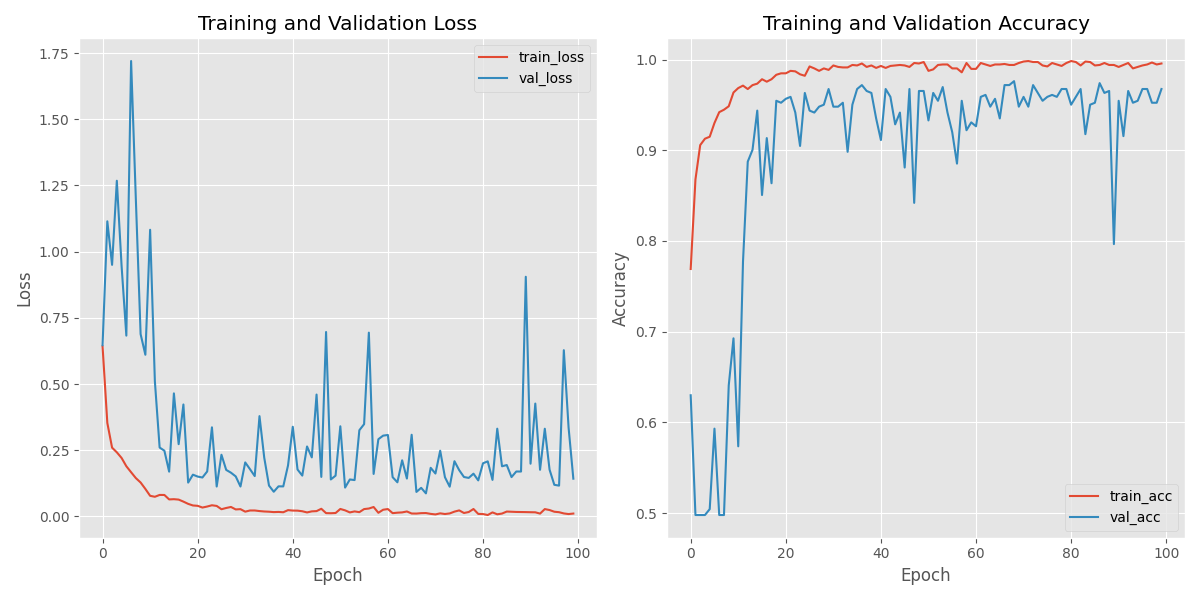 Training and Validation Loss
1.75
1.50
1.25
1.00
0.75
0.50
0.25
0.00
Loss
0 20 40 60 80 100
Epoch
train_loss
val_loss
Training and Validation Accuracy
1.0
0.9
0.8
0.7
0.6
0.5
Accuracy
0 20 40 60 80 100
Epoch
train_acc
val_acc